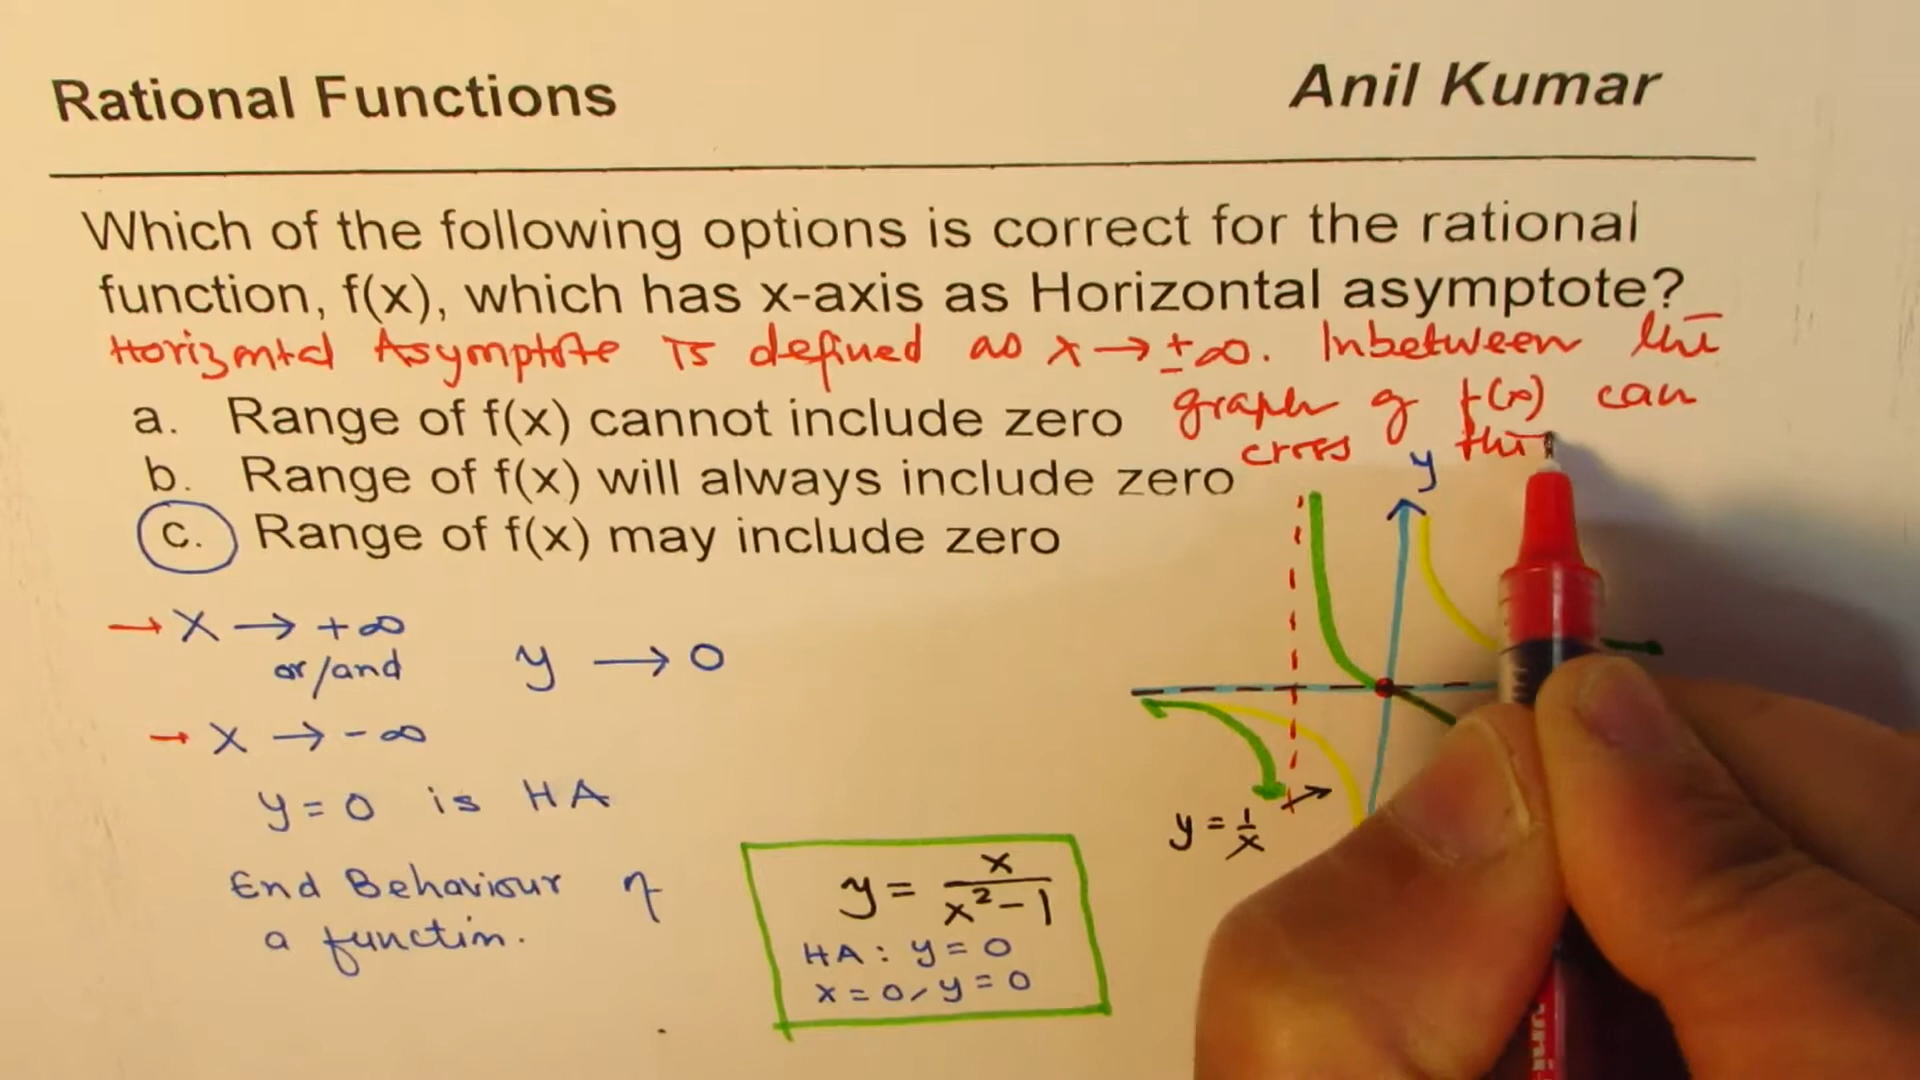 Rational Functions
Anil Kumar
Which of the following options is correct for the rational
function, f(x), which has x-axis as Horizontal asymptote?
Horizontal Asymptote is defined as x → ±∞. Inbetween the
graph of f(x) can
cross this
a. Range of f(x) cannot include zero
b. Range of f(x) will always include zero
c. Range of f(x) may include zero
y
→ x → +∞
or/and
y → 0
→ x → -∞
y = 0 is HA
End Behaviour of
a function.
y = 1/x
y = x/(x² - 1)
HA: y = 0
x = 0, y = 0